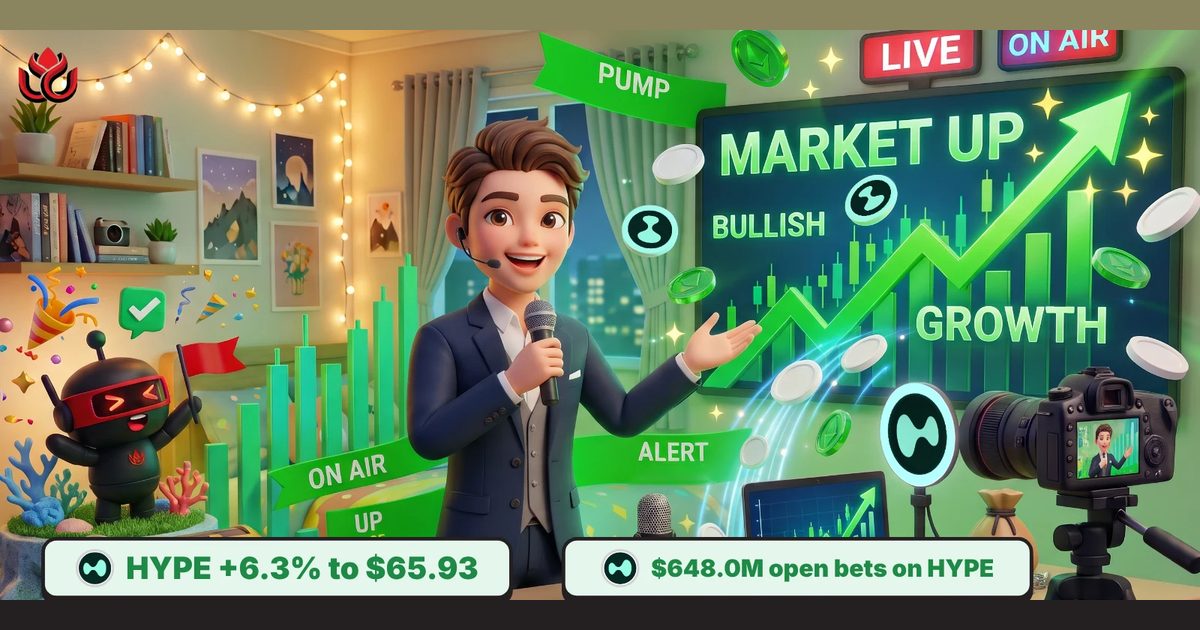 PUMP
LIVE
ON AIR
MARKET UP
BULLISH
GROWTH
ON AIR
ALERT
UP
HYPE +6.3% to $65.93
$648.0M open bets on HYPE